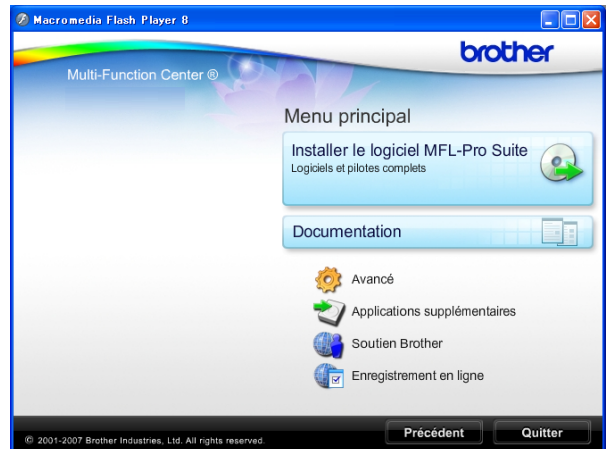 Macromedia Flash Player 8
brother
Multi-Function Center ®
Menu principal
Installer le logiciel MFL-Pro Suite
Logiciels et pilotes complets
Documentation
Avancé
Applications supplémentaires
Soutien Brother
Enregistrement en ligne
Précédent
Quitter
© 2001-2007 Brother Industries, Ltd. All rights reserved.